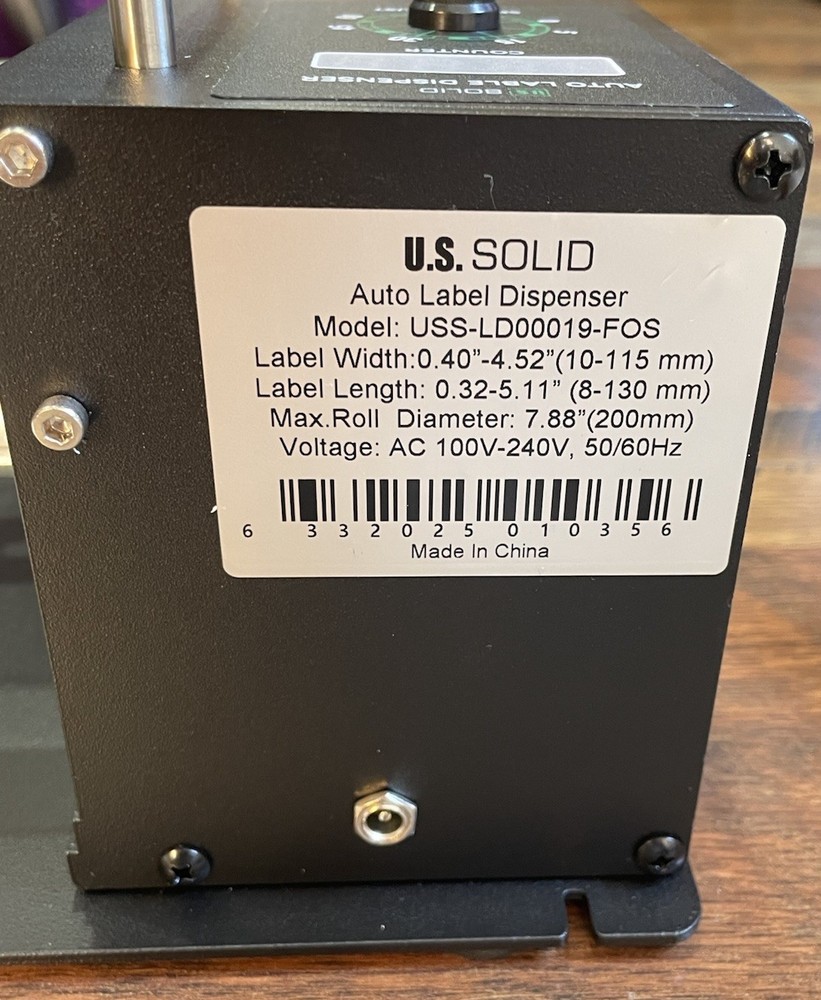 COUNTER
AUTO LABLE DISPENSER
U.S. SOLID
U.S. SOLID
Auto Label Dispenser
Model: USS-LD00019-FOS
Label Width:0.40”-4.52”(10-115 mm)
Label Length: 0.32-5.11” (8-130 mm)
Max.Roll Diameter: 7.88”(200mm)
Voltage: AC 100V-240V, 50/60Hz
6 332025 010356
Made In China